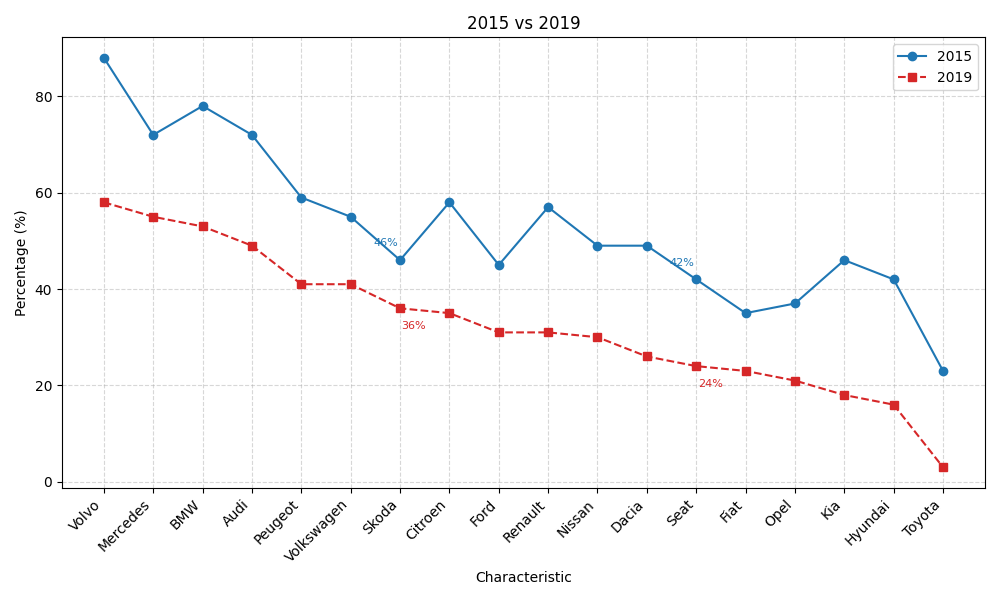 2015 vs 2019
2015
2019
Percentage (%)
80
60
40
20
0
46%
42%
36%
24%
Volvo
Mercedes
BMW
Audi
Peugeot
Volkswagen
Skoda
Citroen
Ford
Renault
Nissan
Dacia
Seat
Fiat
Opel
Kia
Hyundai
Toyota
Characteristic